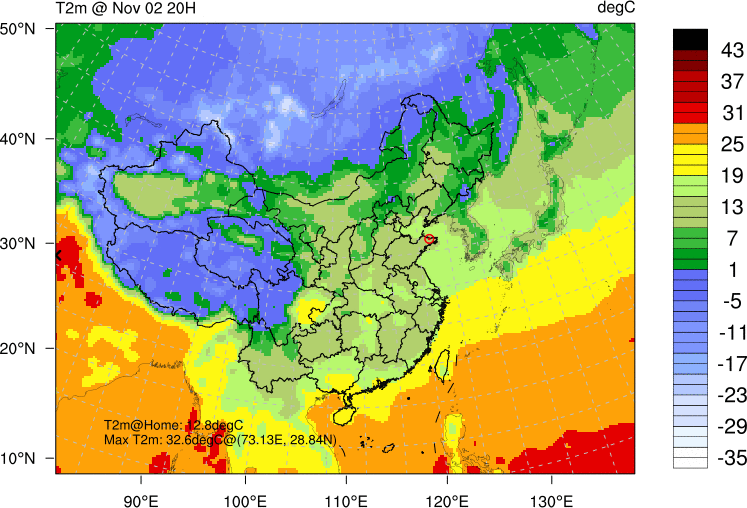 T2m @ Nov 02 20H degC
50°N
40°N
30°N
20°N
10°N
90°E 100°E 110°E 120°E 130°E
T2m@Home: 12.8degC
Max T2m: 32.6degC@(73.13E, 28.84N)
43
37
31
25
19
13
7
1
-5
-11
-17
-23
-29
-35